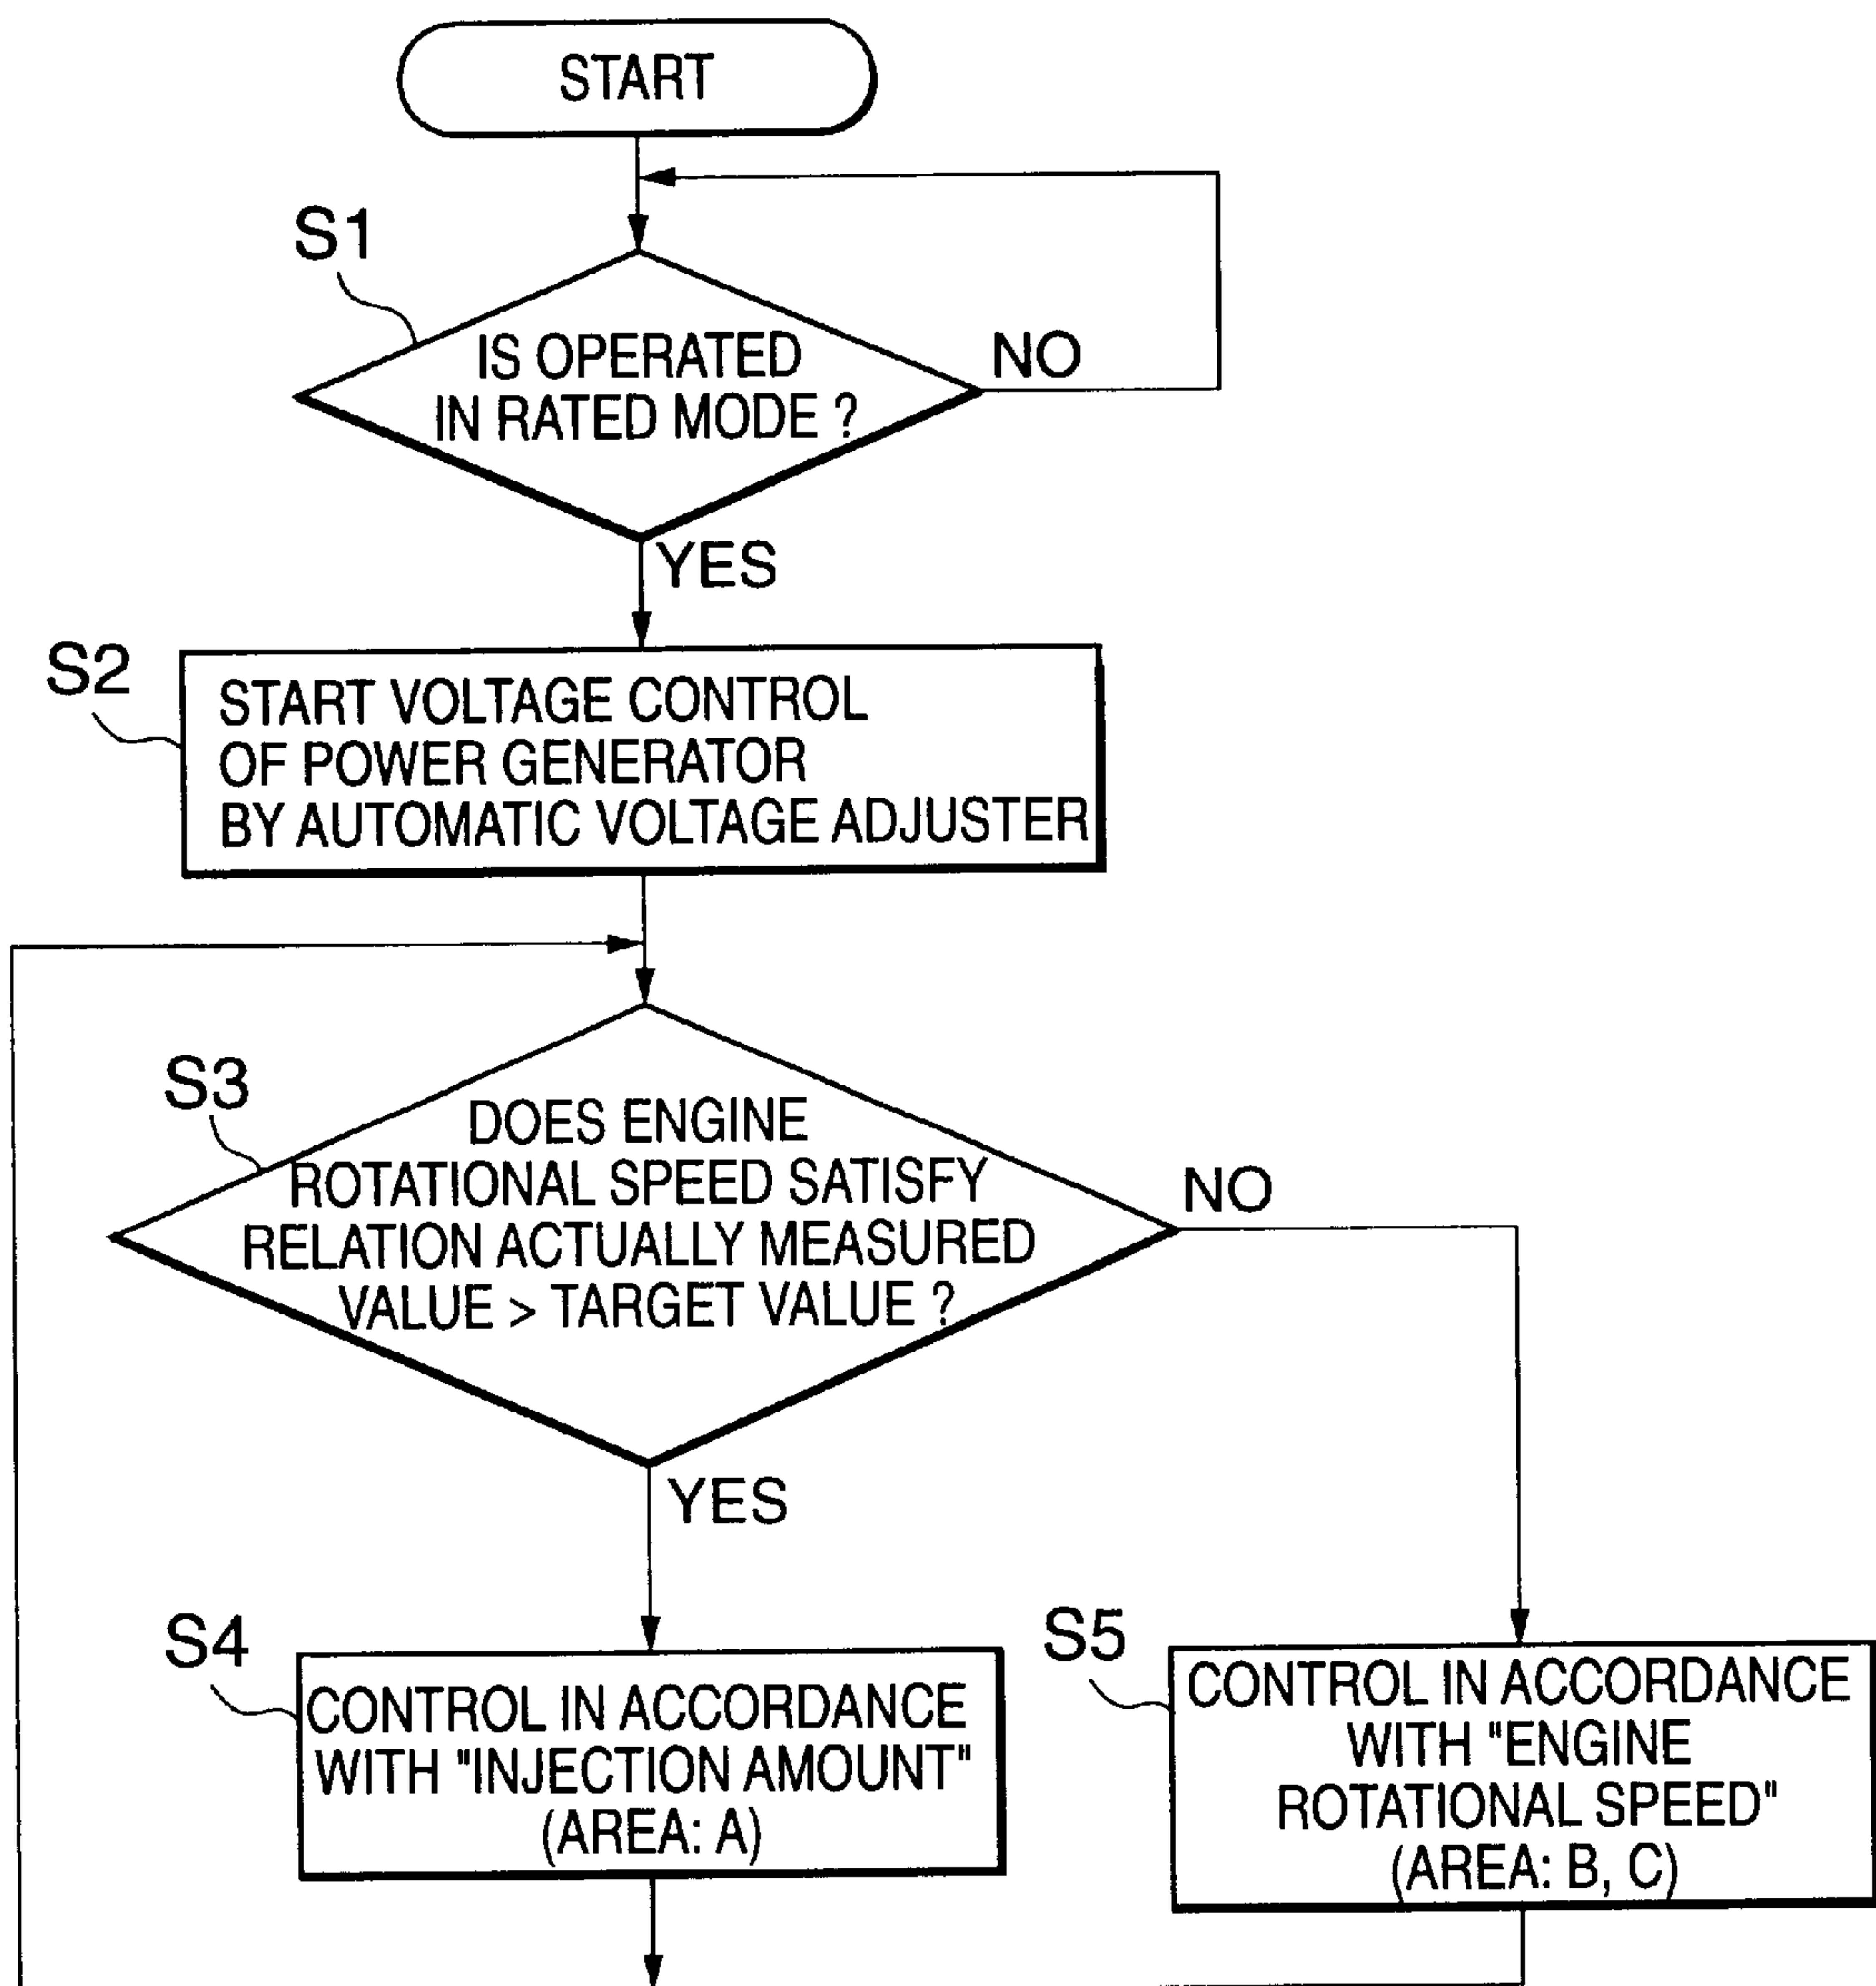 START
S1
IS OPERATED
IN RATED MODE ?
NO
YES
S2
START VOLTAGE CONTROL
OF POWER GENERATOR
BY AUTOMATIC VOLTAGE ADJUSTER
S3
DOES ENGINE
ROTATIONAL SPEED SATISFY
RELATION ACTUALLY MEASURED
VALUE > TARGET VALUE ?
NO
YES
S4
CONTROL IN ACCORDANCE
WITH "INJECTION AMOUNT"
(AREA: A)
S5
CONTROL IN ACCORDANCE
WITH "ENGINE
ROTATIONAL SPEED"
(AREA: B, C)